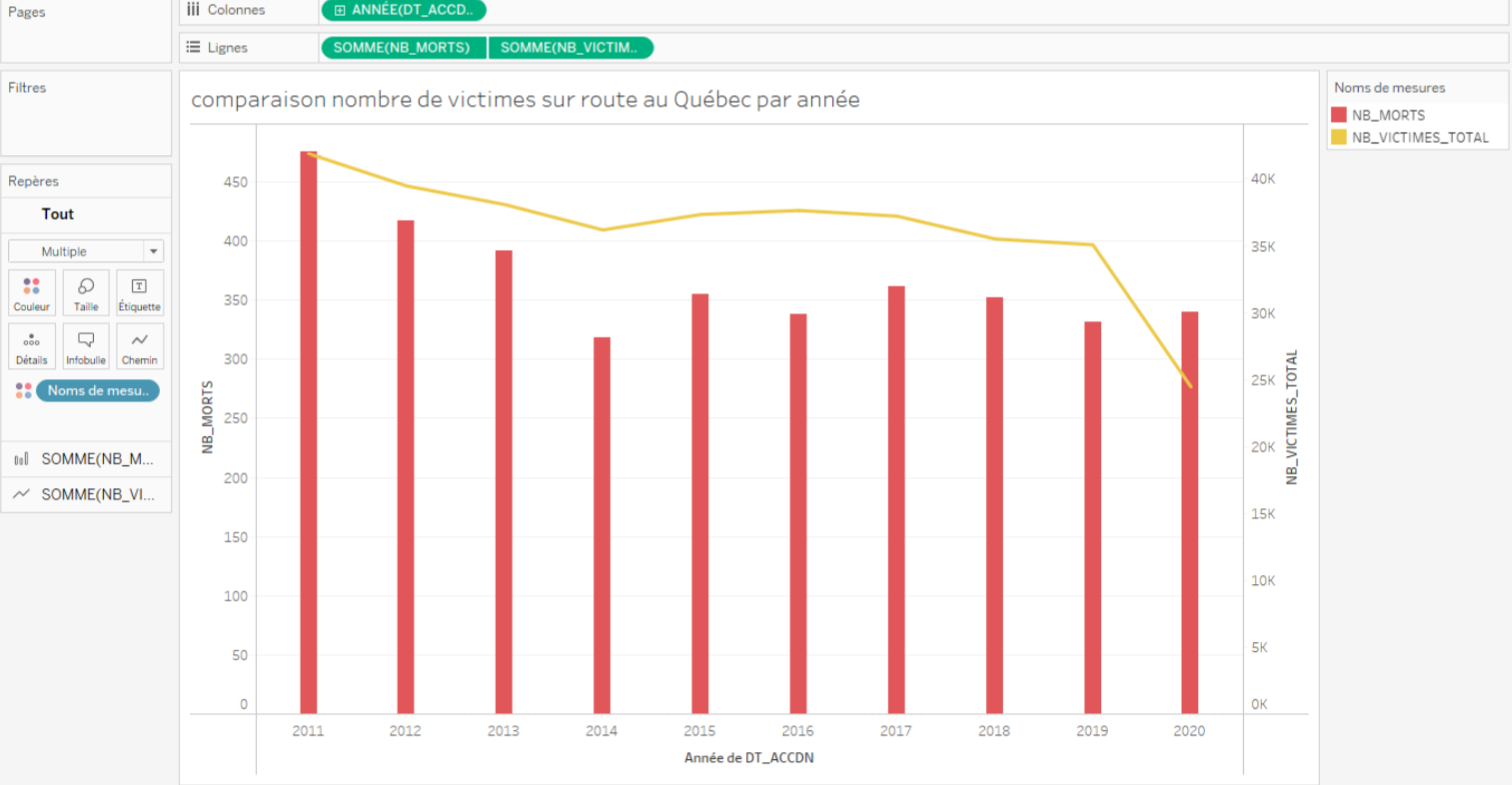 Pages
Colonnes
ANNÉE(DT_ACCD..
Lignes
SOMME(NB_MORTS)
SOMME(NB_VICTIM..
Filtres
Repères
Tout
Multiple
Couleur
Taille
Étiquette
Détails
Infobulle
Chemin
Noms de mesu..
SOMME(NB_M...
SOMME(NB_VI...
comparaison nombre de victimes sur route au Québec par année
NB_MORTS
450
400
350
300
250
200
150
100
50
0
2011 2012 2013 2014 2015 2016 2017 2018 2019 2020
Année de DT_ACCDN
40K
35K
30K
25K
20K
15K
10K
5K
0K
NB_VICTIMES_TOTAL
Noms de mesures
NB_MORTS
NB_VICTIMES_TOTAL